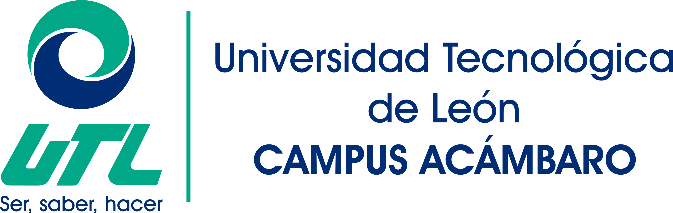 UTL
Ser, saber, hacer
Universidad Tecnológica
de León
CAMPUS ACÁMBARO